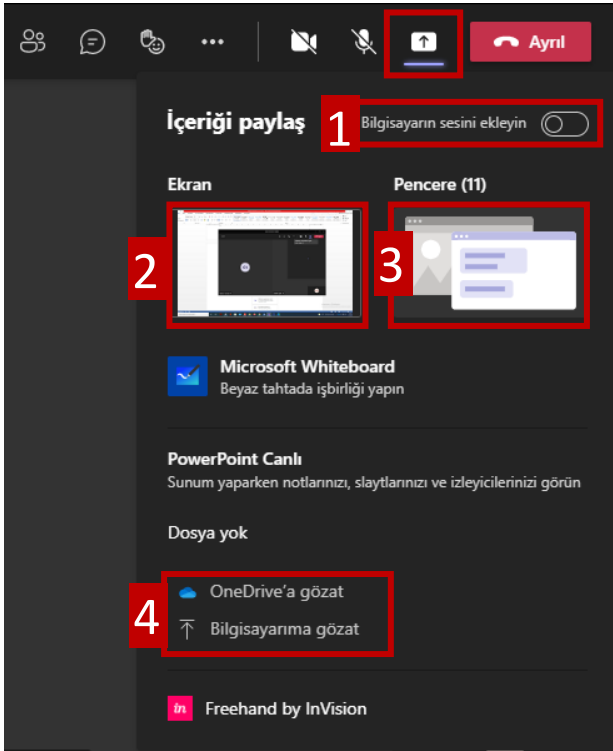 Ayrıl
İçeriği paylaş
1
Bilgisayarın sesini ekleyin
Ekran
Pencere (11)
2
3
Microsoft Whiteboard
Beyaz tahtada işbirliği yapın
PowerPoint Canlı
Sunum yaparken notlarınızı, slaytlarınızı ve izleyicilerinizi görün
Dosya yok
4
OneDrive'a gözat
Bilgisayarıma gözat
in
Freehand by InVision